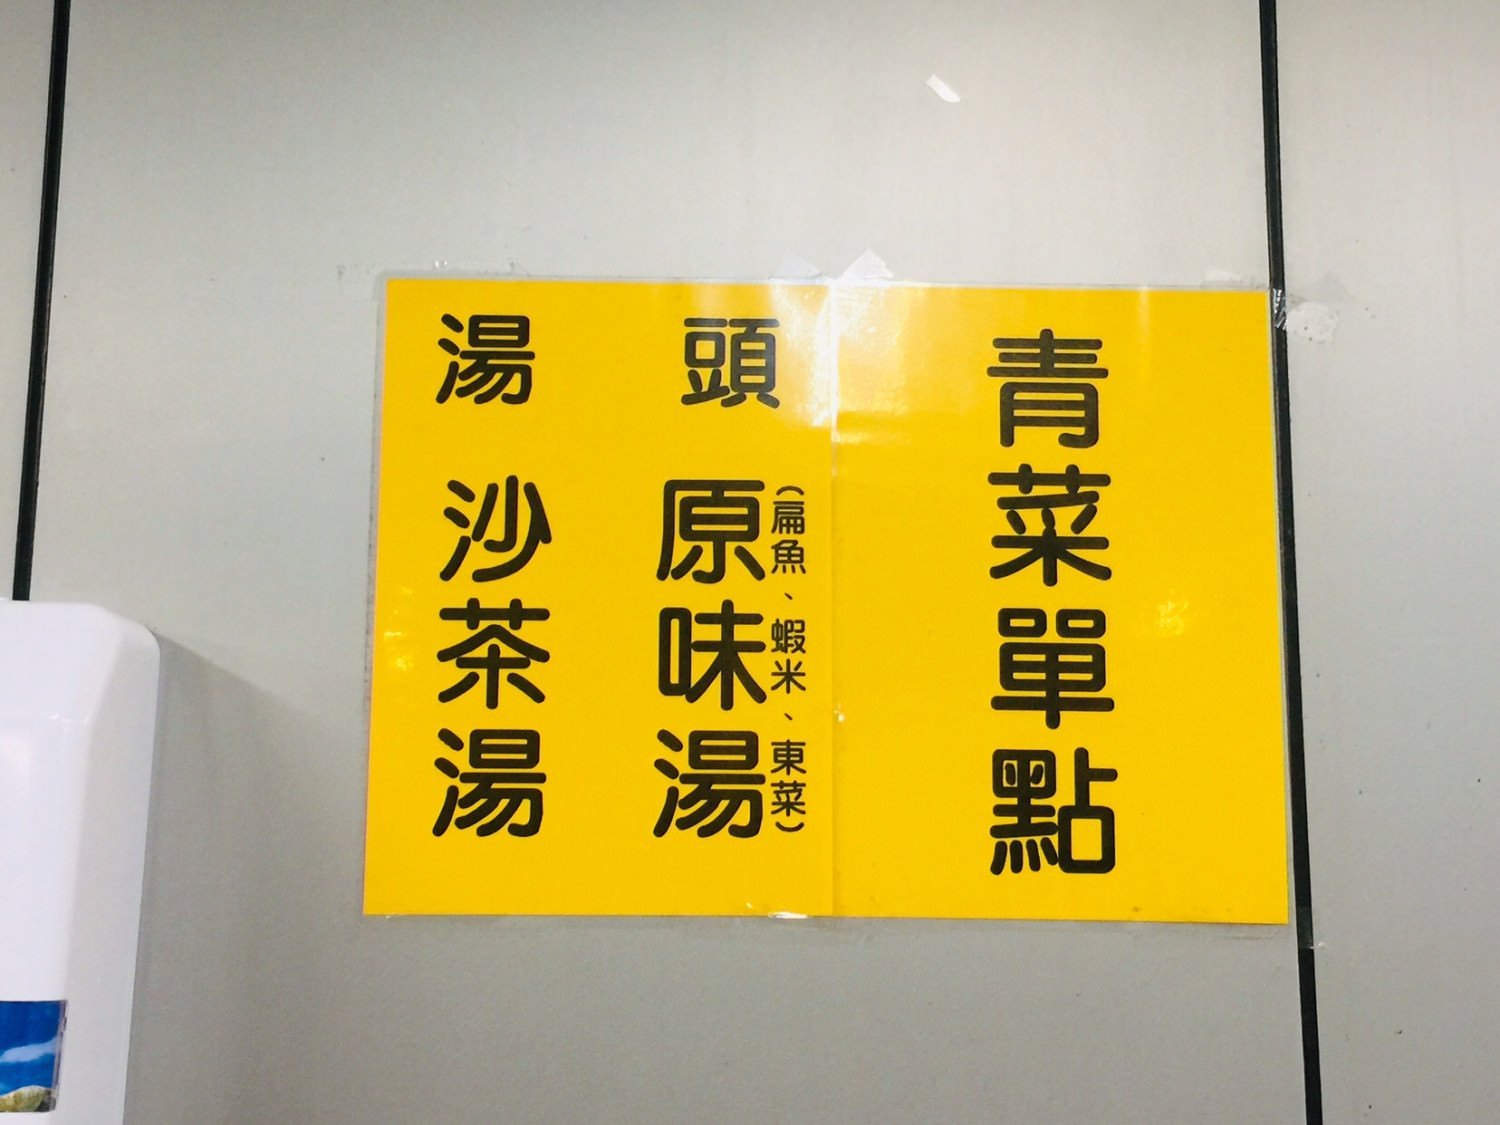 青菜單點
湯頭
原味湯
（扁魚、蝦米、東菜）
沙茶湯